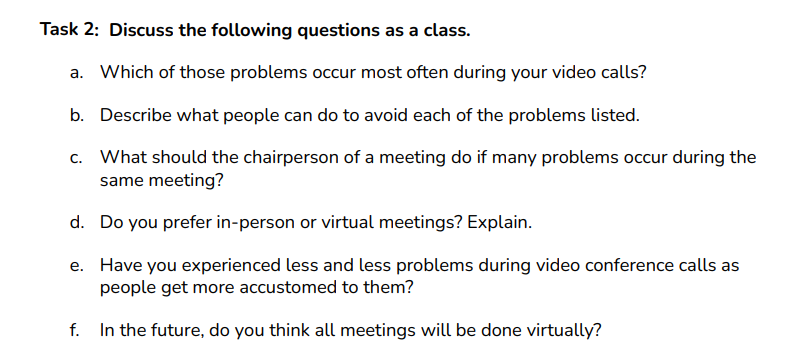 Task 2: Discuss the following questions as a class.
a. Which of those problems occur most often during your video calls?
b. Describe what people can do to avoid each of the problems listed.
c. What should the chairperson of a meeting do if many problems occur during the
same meeting?
d. Do you prefer in-person or virtual meetings? Explain.
e. Have you experienced less and less problems during video conference calls as
people get more accustomed to them?
f. In the future, do you think all meetings will be done virtually?